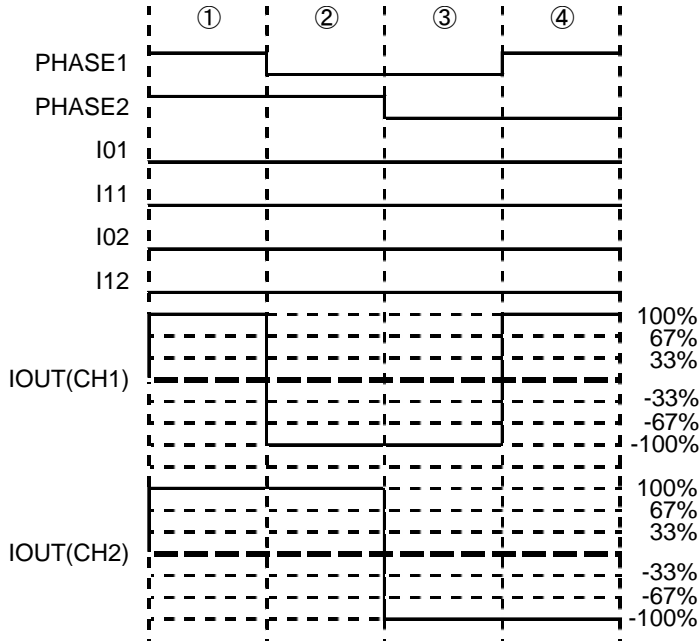 ① ② ③ ④
PHASE1
PHASE2
I01
I11
I02
I12
100%
67%
33%
IOUT(CH1)
-33%
-67%
-100%
100%
67%
33%
IOUT(CH2)
-33%
-67%
-100%